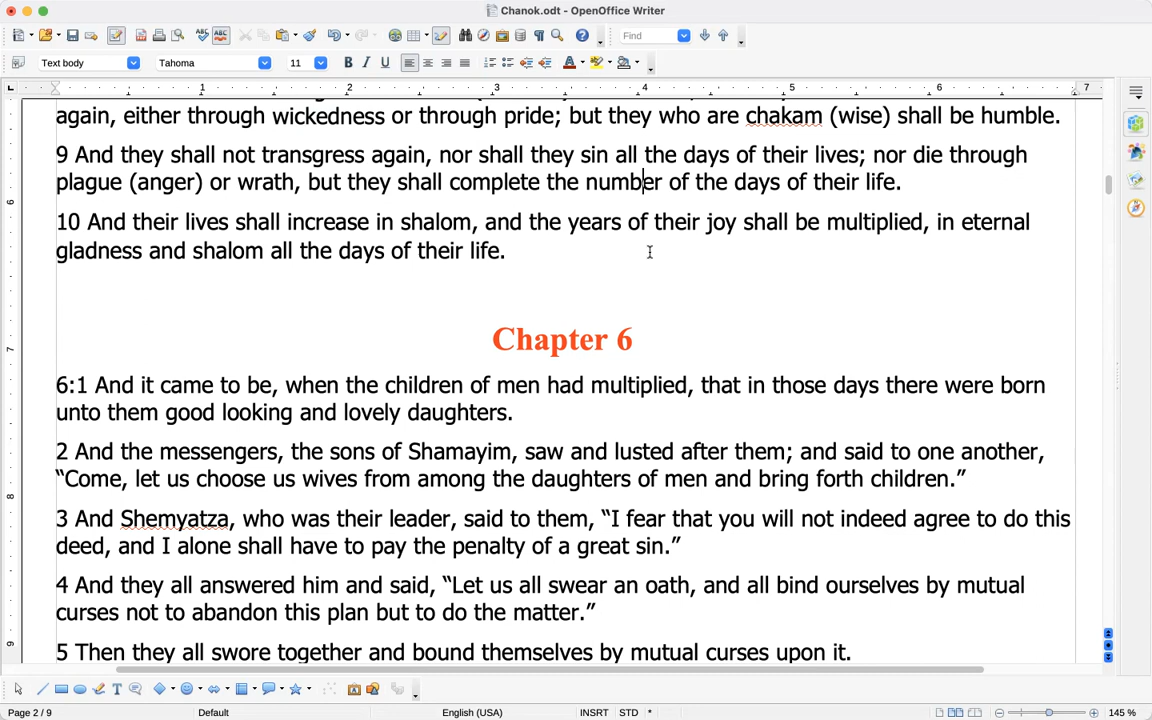 Chanok.odt - OpenOffice Writer
Find
Text body Tahoma 11
1 2 3 4 5 6 7
again, either through wickedness or through pride; but they who are chakam (wise) shall be humble.
9 And they shall not transgress again, nor shall they sin all the days of their lives; nor die through
plague (anger) or wrath, but they shall complete the number of the days of their life.
10 And their lives shall increase in shalom, and the years of their joy shall be multiplied, in eternal
gladness and shalom all the days of their life.
Chapter 6
6:1 And it came to be, when the children of men had multiplied, that in those days there were born
unto them good looking and lovely daughters.
2 And the messengers, the sons of Shamayim, saw and lusted after them; and said to one another,
“Come, let us choose us wives from among the daughters of men and bring forth children.”
3 And Shemyatza, who was their leader, said to them, “I fear that you will not indeed agree to do this
deed, and I alone shall have to pay the penalty of a great sin.”
4 And they all answered him and said, “Let us all swear an oath, and all bind ourselves by mutual
curses not to abandon this plan but to do the matter.”
5 Then they all swore together and bound themselves by mutual curses upon it.
Page 2 / 9 Default English (USA) INSRT STD * 145 %